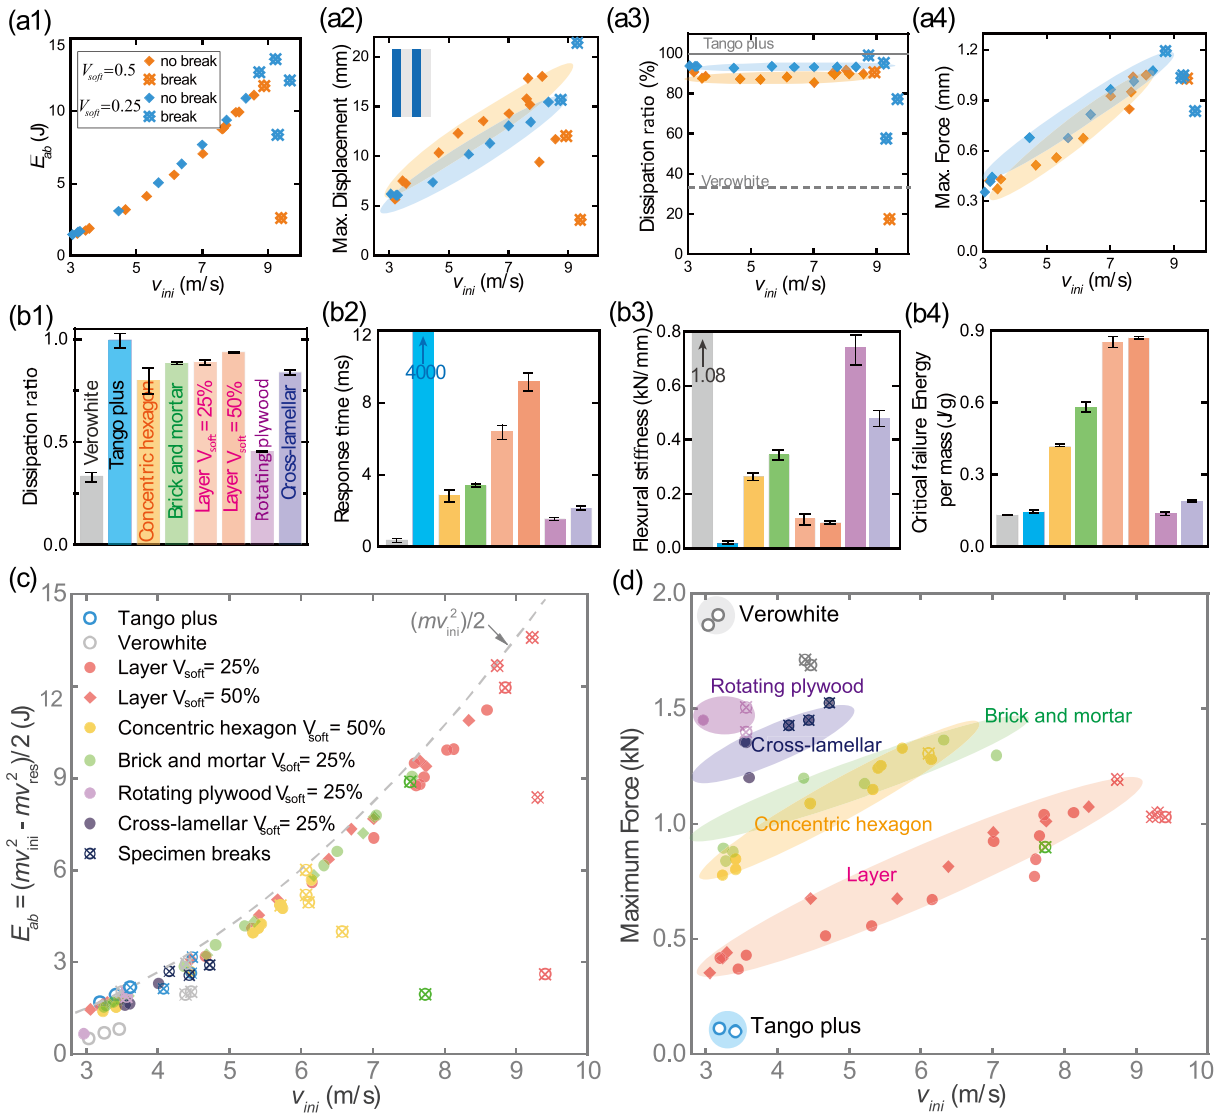 (a1)
15
10
5
0
3
5
7
9
E_ab (J)
v_ini (m/s)
V_soft=0.5
no break
break
V_soft=0.25
no break
break
(a2)
20
15
10
5
0
3
5
7
9
Max. Displacement (mm)
v_ini (m/s)
(a3)
100
80
60
40
20
0
3
5
7
9
Dissipation ratio (%)
v_ini (m/s)
Tango plus
Verowhite
(a4)
1.2
0.9
0.6
0.3
0.0
3
5
7
9
Max. Force (mm)
v_ini (m/s)
(b1)
1.0
0.5
0.0
Dissipation ratio
Verowhite
Tango plus
Concentric hexagon
Brick and mortar
Layer V_soft = 25%
Layer V_soft = 50%
Rotating plywood
Cross-lamellar
(b2)
12
9
6
3
0
Response time (ms)
4000
(b3)
0.8
0.6
0.4
0.2
0.0
Flexural stiffness (kN/mm)
1.08
(b4)
0.9
0.6
0.3
0.0
Critical failure Energy
per mass (J/g)
(c)
15
12
9
6
3
0
3
4
5
6
7
8
9
10
E_ab = (mv²_ini - mv²_res)/2 (J)
v_ini (m/s)
(mv²_ini)/2
Tango plus
Verowhite
Layer V_soft= 25%
Layer V_soft= 50%
Concentric hexagon V_soft= 50%
Brick and mortar V_soft= 25%
Rotating plywood V_soft= 25%
Cross-lamellar V_soft= 25%
Specimen breaks
(d)
2.0
1.5
1.0
0.5
0.0
3
4
5
6
7
8
9
10
Maximum Force (kN)
v_ini (m/s)
Verowhite
Rotating plywood
Cross-lamellar
Brick and mortar
Concentric hexagon
Layer
Tango plus